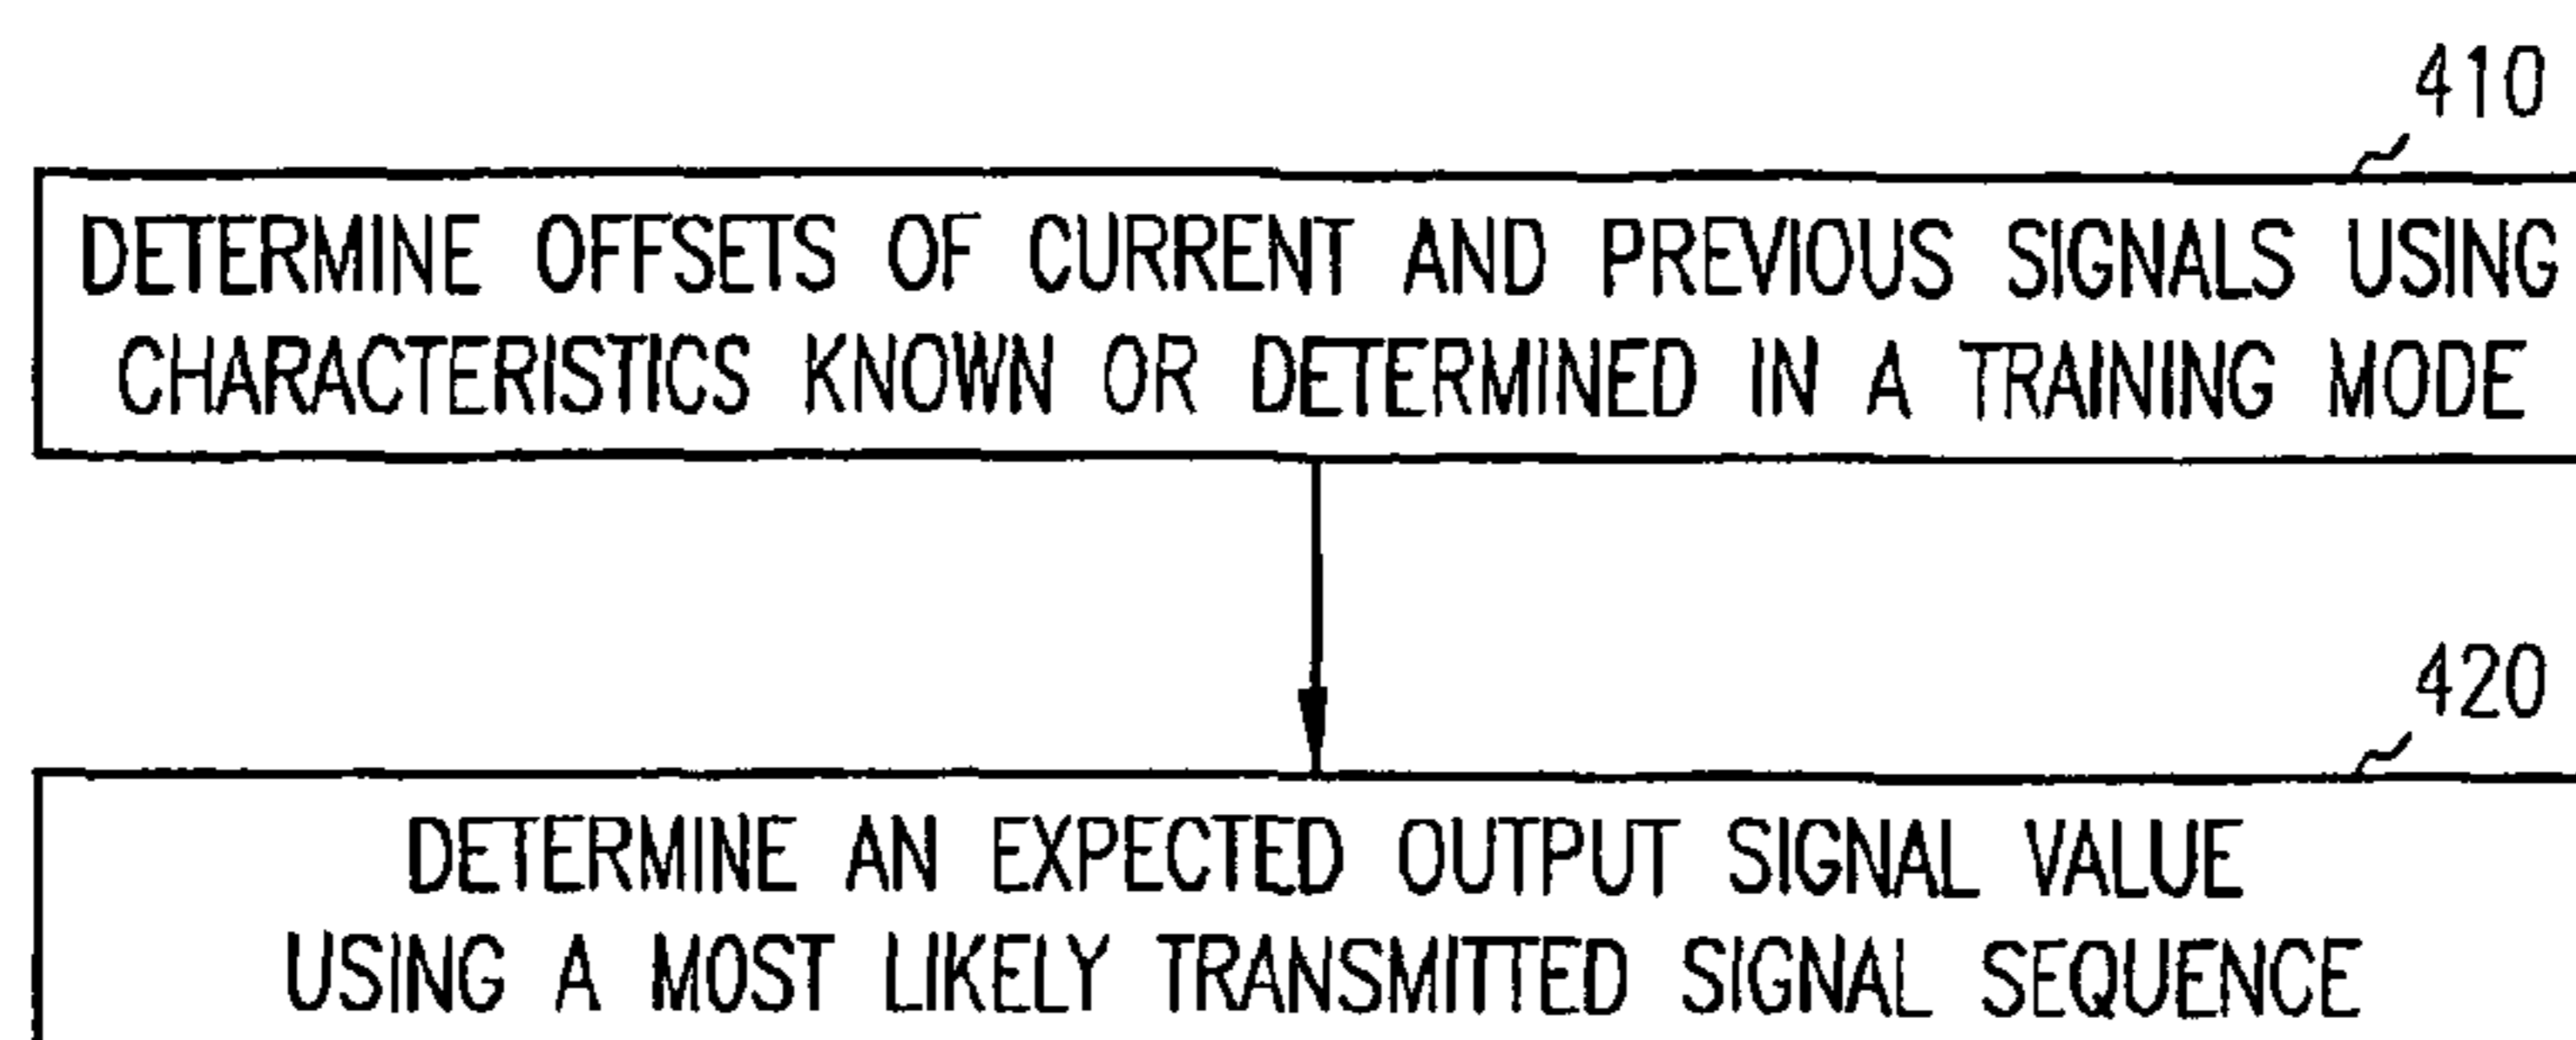 410
DETERMINE OFFSETS OF CURRENT AND PREVIOUS SIGNALS USING
CHARACTERISTICS KNOWN OR DETERMINED IN A TRAINING MODE
420
DETERMINE AN EXPECTED OUTPUT SIGNAL VALUE
USING A MOST LIKELY TRANSMITTED SIGNAL SEQUENCE